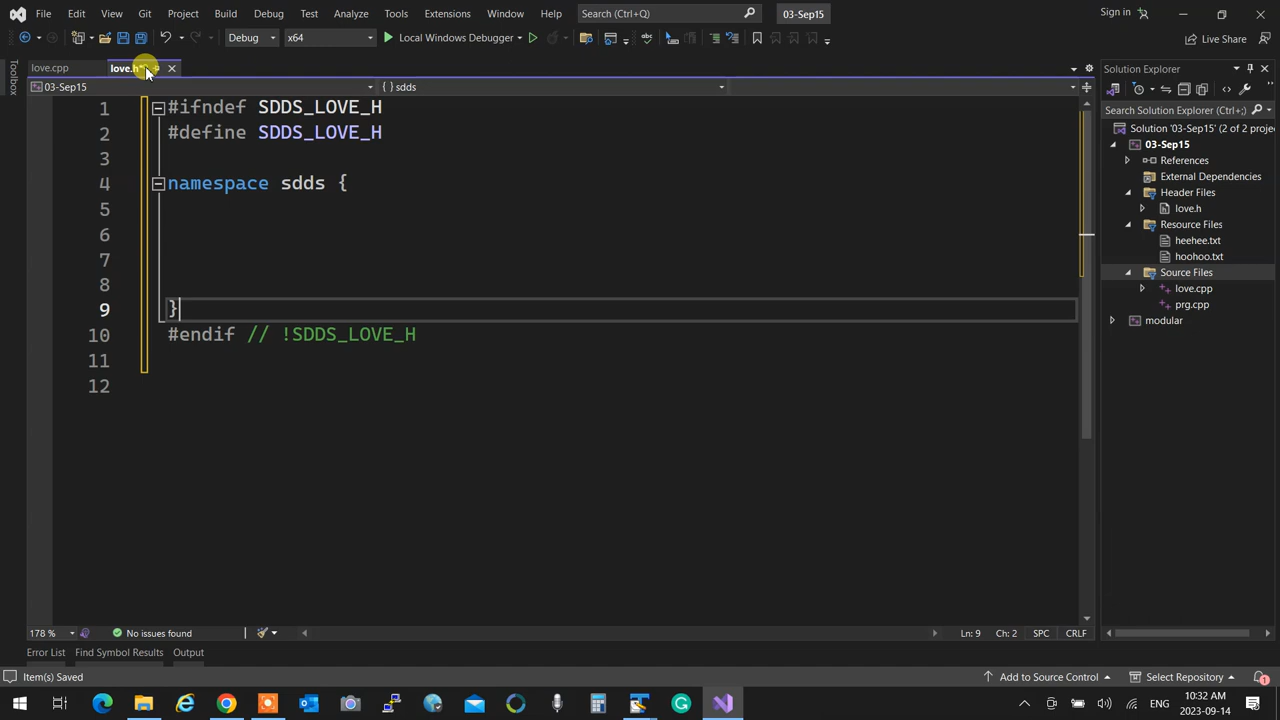 File Edit View Git Project Build Debug Test Analyze Tools Extensions Window Help Search (Ctrl+Q) 03-Sep15 Sign in
Debug x64 Local Windows Debugger Live Share
Toolbox
love.cpp love.h*
03-Sep15 { } sdds
1 #ifndef SDDS_LOVE_H
2 #define SDDS_LOVE_H
3
4 namespace sdds {
5
6
7
8
9 }
10 #endif // !SDDS_LOVE_H
11
12
Solution Explorer
Search Solution Explorer (Ctrl+;)
Solution '03-Sep15' (2 of 2 projec
03-Sep15
References
External Dependencies
Header Files
love.h
Resource Files
heehee.txt
hoohoo.txt
Source Files
love.cpp
prg.cpp
modular
178 % No issues found Ln: 9 Ch: 2 SPC CRLF
Error List Find Symbol Results Output
Item(s) Saved Add to Source Control Select Repository 1
10:32 AM
ENG 2023-09-14